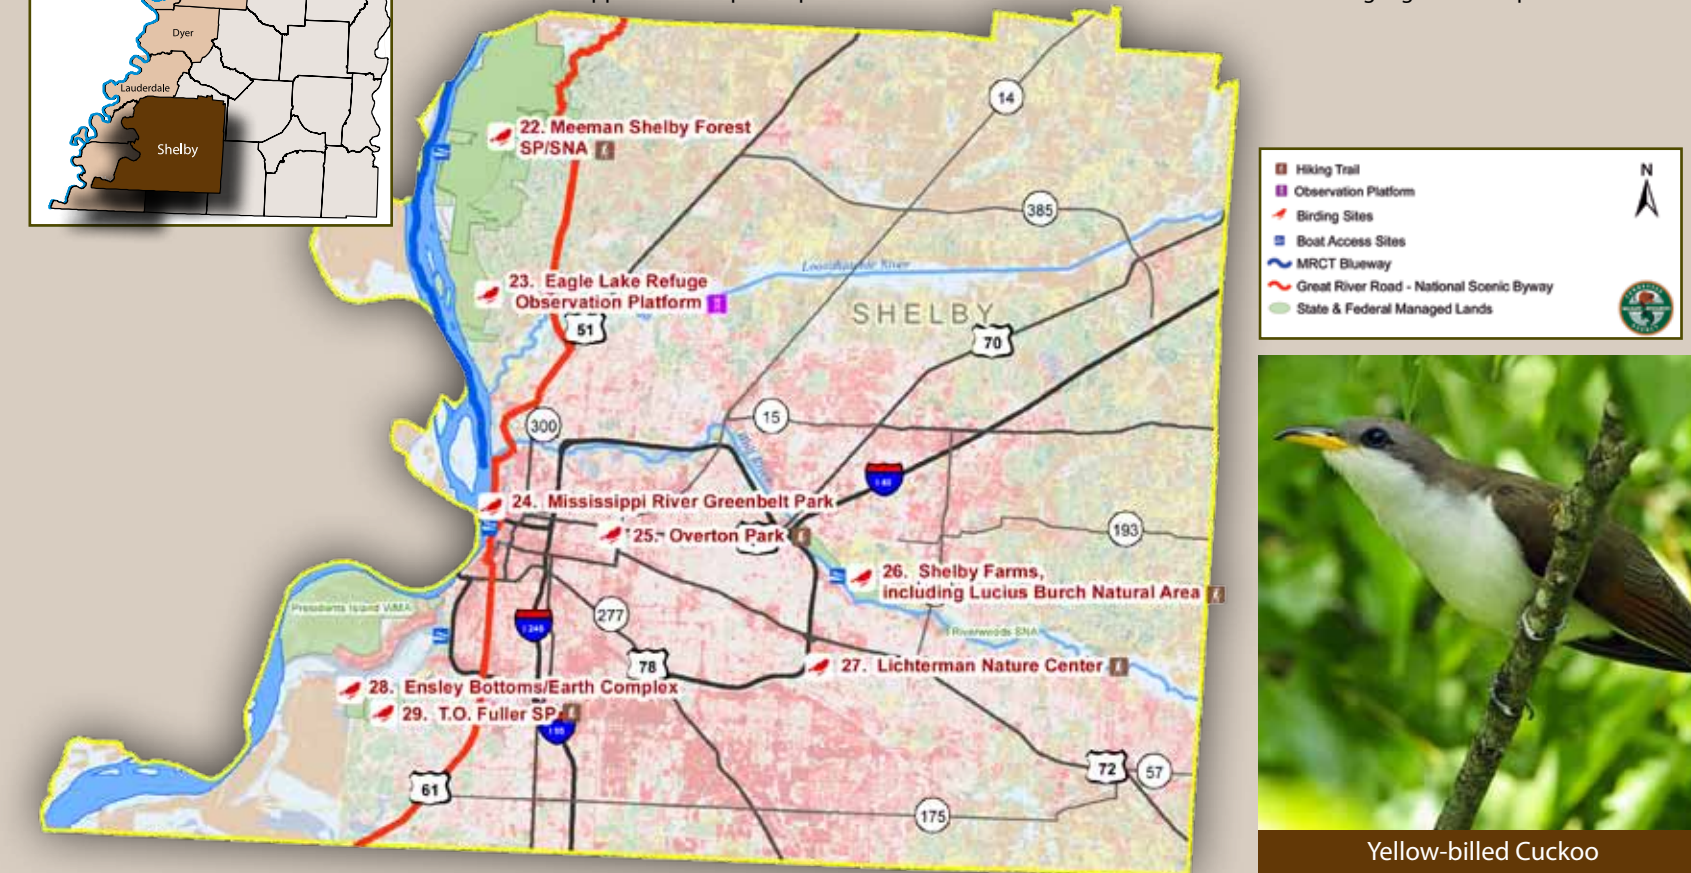 Dyer
Lauderdale
Shelby
22. Meeman Shelby Forest
SP/SNA
14
385
Loosahatchie River
23. Eagle Lake Refuge
Observation Platform
51
SHELBY
70
300
15
I 40
24. Mississippi River Greenbelt Park
25. Overton Park
193
26. Shelby Farms,
including Lucius Burch Natural Area
Presidents Island WMA
I 240
277
Riverwoods SNA
78
27. Lichterman Nature Center
28. Ensley Bottoms/Earth Complex
29. T.O. Fuller SP
I 55
61
72
57
175
Hiking Trail
Observation Platform
Birding Sites
Boat Access Sites
MRCT Blueway
Great River Road - National Scenic Byway
State & Federal Managed Lands
N
Yellow-billed Cuckoo